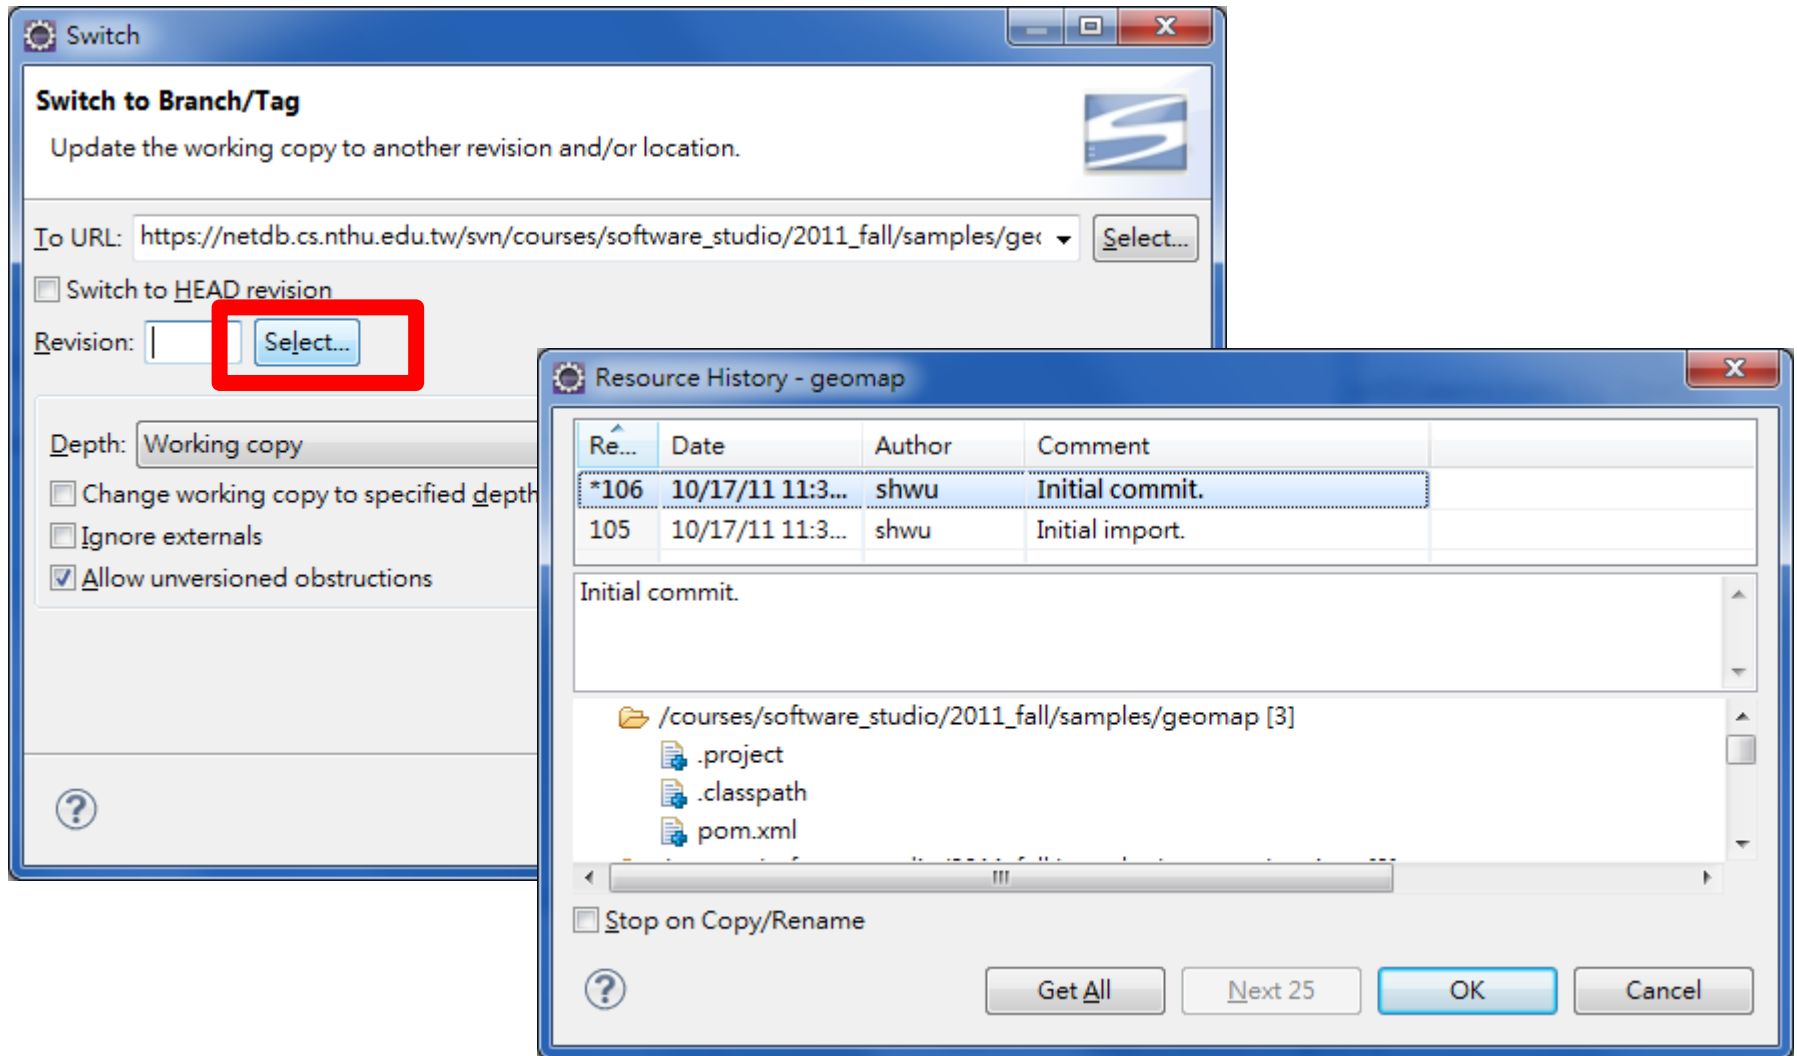 Switch
Switch to Branch/Tag
Update the working copy to another revision and/or location.
To URL: https://netdb.cs.nthu.edu.tw/svn/courses/software_studio/2011_fall/samples/ge Select...
Switch to HEAD revision
Revision: Select...
Depth: Working copy
Change working copy to specified depth
Ignore externals
Allow unversioned obstructions
Resource History - geomap
Re... Date Author Comment
*106 10/17/11 11:3... shwu Initial commit.
105 10/17/11 11:3... shwu Initial import.
Initial commit.
/courses/software_studio/2011_fall/samples/geomap [3]
.project
.classpath
pom.xml
Stop on Copy/Rename
Get All Next 25 OK Cancel